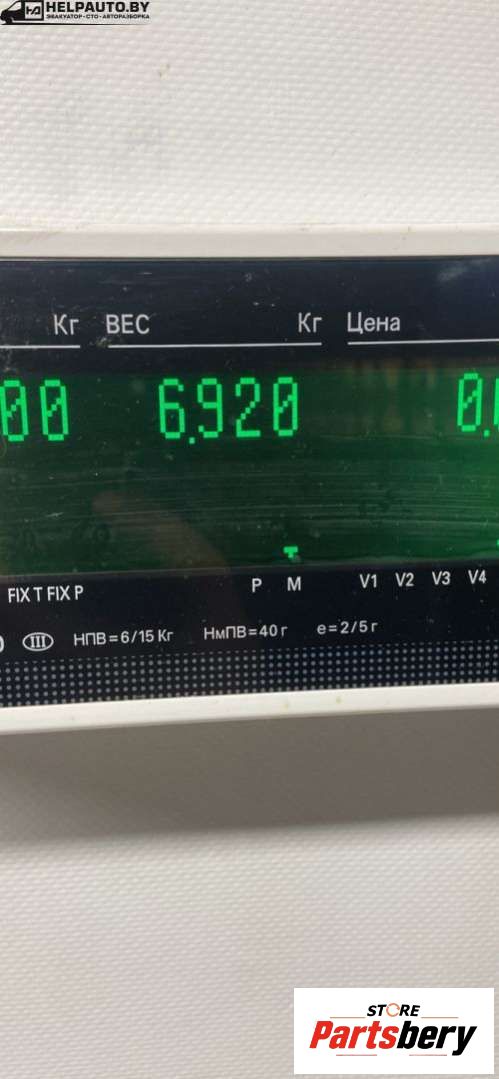 HELPAUTO.BY
ЭВАКУАТОР·СТО·АВТОРАЗБОРКА
Кг ВЕС Кг Цена
00 6.920 0.
FIX T FIX P P M V1 V2 V3 V4
III НПВ=6/15 Кг НмПВ=40 г e=2/5 г
STORE
Partsbery